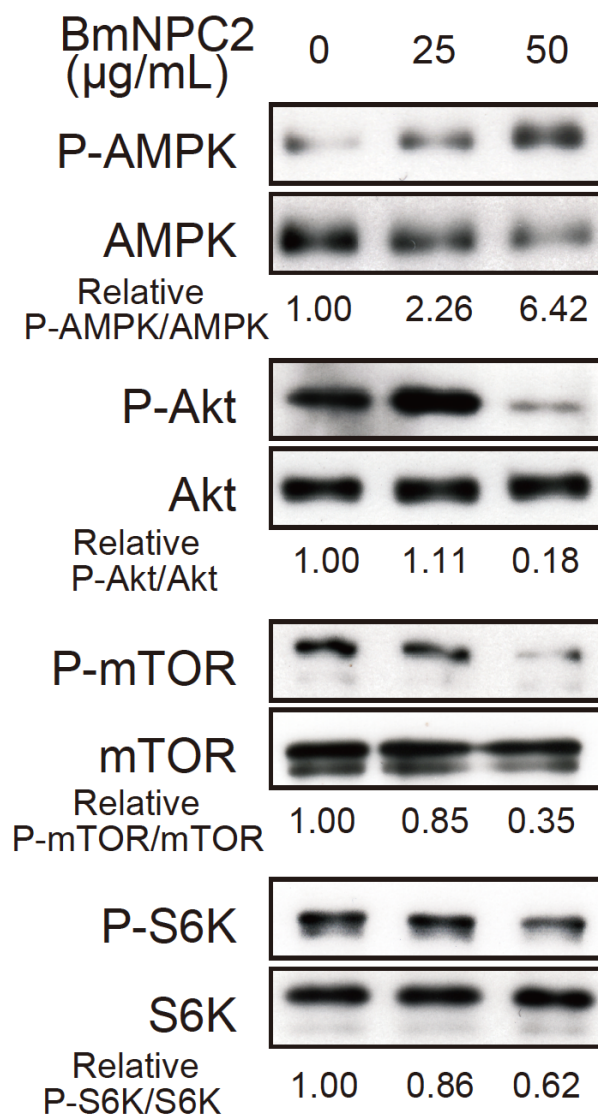 BmNPC2
(µg/mL) 0 25 50
P-AMPK
AMPK
Relative
P-AMPK/AMPK 1.00 2.26 6.42
P-Akt
Akt
Relative
P-Akt/Akt 1.00 1.11 0.18
P-mTOR
mTOR
Relative
P-mTOR/mTOR 1.00 0.85 0.35
P-S6K
S6K
Relative
P-S6K/S6K 1.00 0.86 0.62